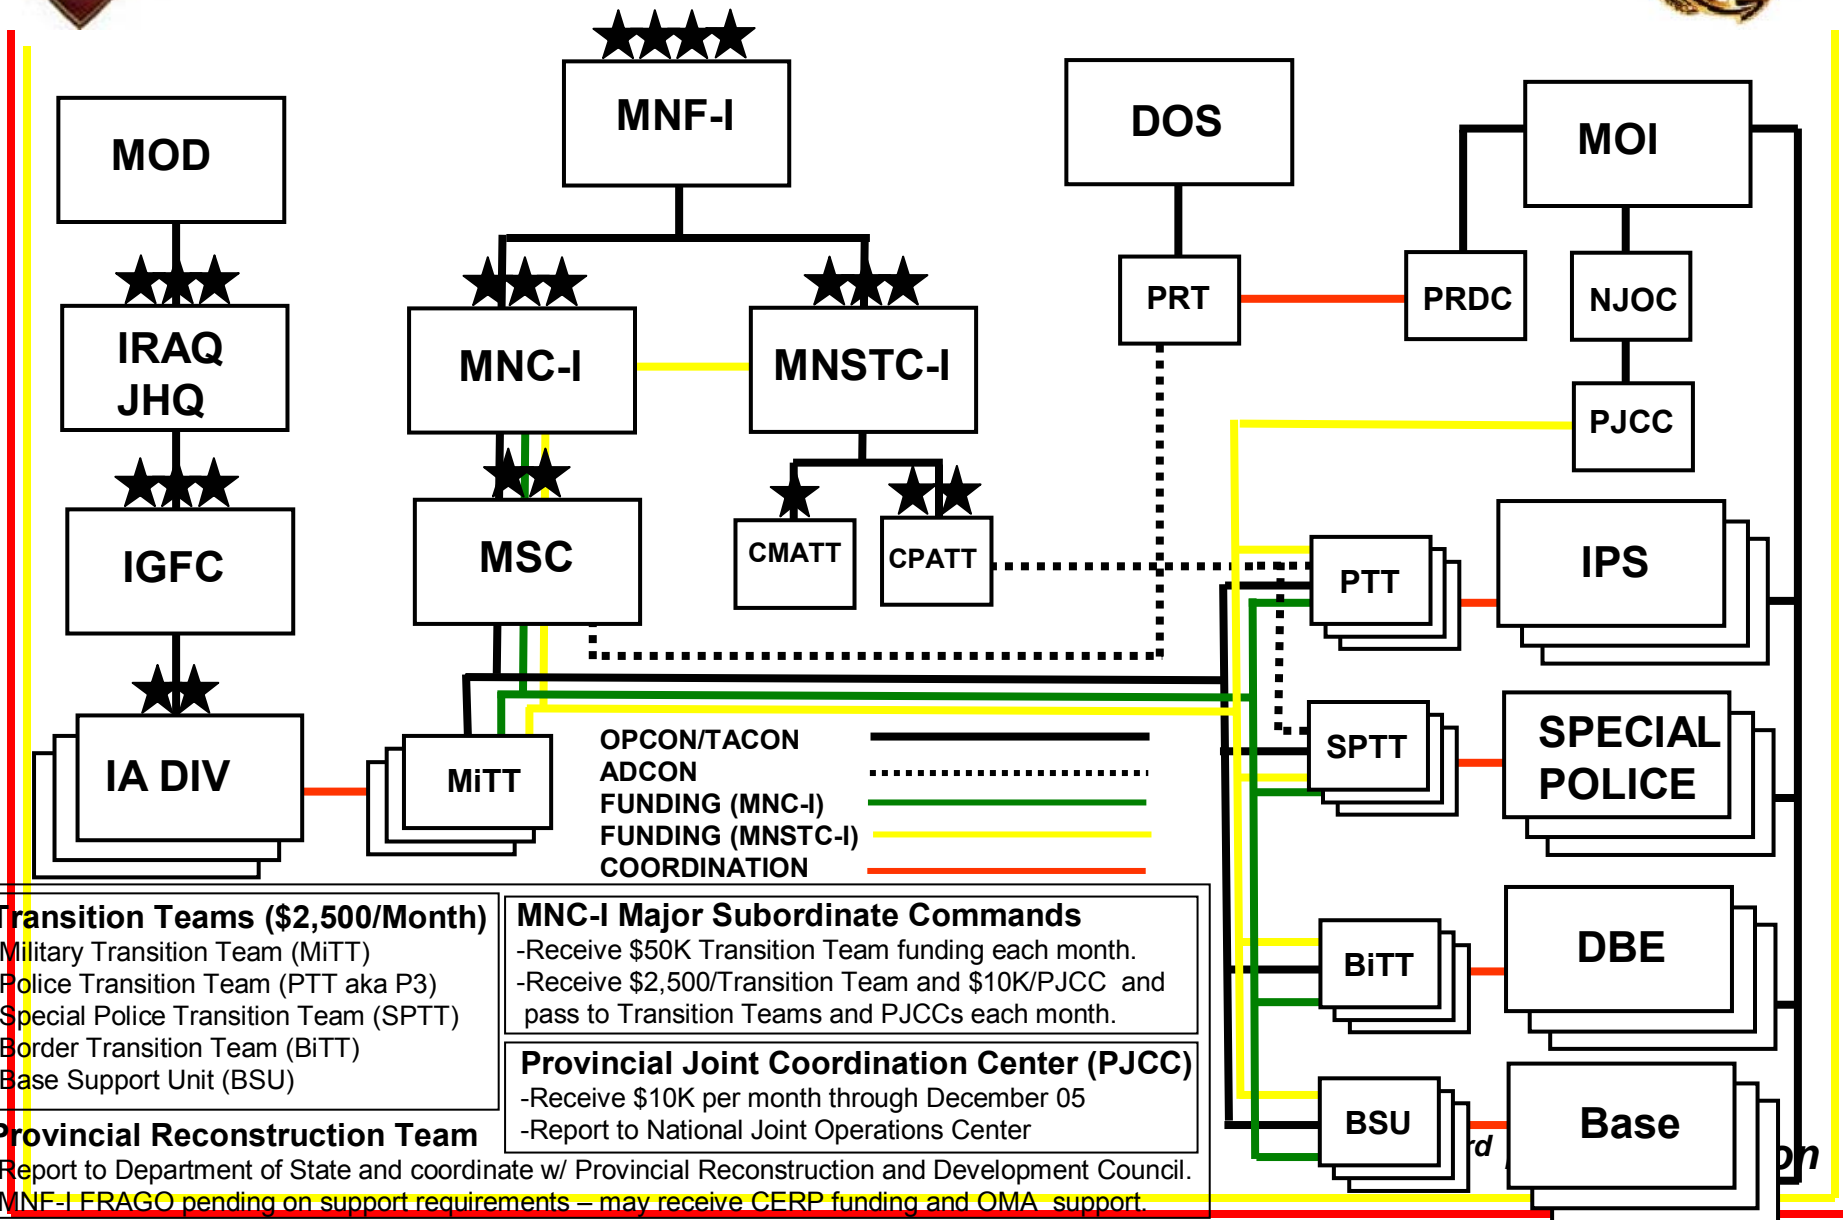 MNF-I
DOS
MOI
MOD
PRT
PRDC
NJOC
IRAQ
JHQ
MNC-I
MNSTC-I
PJCC
IGFC
MSC
CMATT
CPATT
PTT
IPS
IA DIV
MiTT
SPTT
SPECIAL
POLICE
OPCON/TACON
ADCON
FUNDING (MNC-I)
FUNDING (MNSTC-I)
COORDINATION
BiTT
DBE
BSU
Base
rd
on
Transition Teams ($2,500/Month)
Military Transition Team (MiTT)
Police Transition Team (PTT aka P3)
Special Police Transition Team (SPTT)
Border Transition Team (BiTT)
Base Support Unit (BSU)
MNC-I Major Subordinate Commands
-Receive $50K Transition Team funding each month.
-Receive $2,500/Transition Team and $10K/PJCC and
pass to Transition Teams and PJCCs each month.
Provincial Joint Coordination Center (PJCC)
-Receive $10K per month through December 05
-Report to National Joint Operations Center
Provincial Reconstruction Team
Report to Department of State and coordinate w/ Provincial Reconstruction and Development Council.
MNF-I FRAGO pending on support requirements – may receive CERP funding and OMA support.